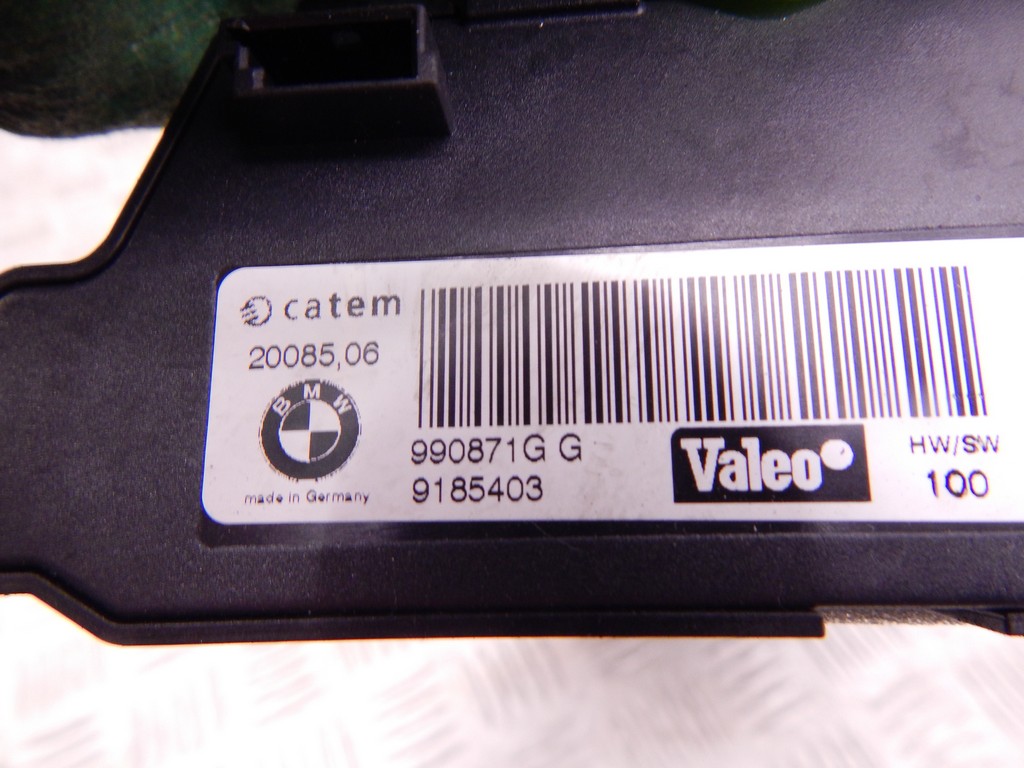 catem
20085,06
BMW
made in Germany
990871G G
9185403
Valeo
HW/SW
100